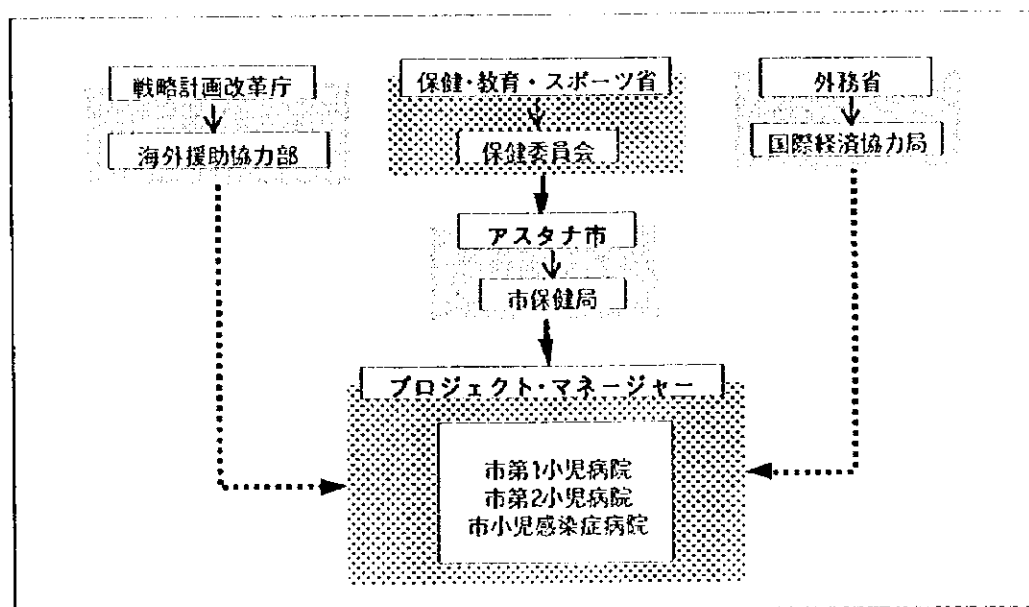 戦略計画改革庁
海外援助協力部
保健・教育・スポーツ省
保健委員会
外務省
国際経済協力局
アスタナ市
市保健局
プロジェクト・マネージャー
市第1小児病院
市第2小児病院
市小児感染症病院